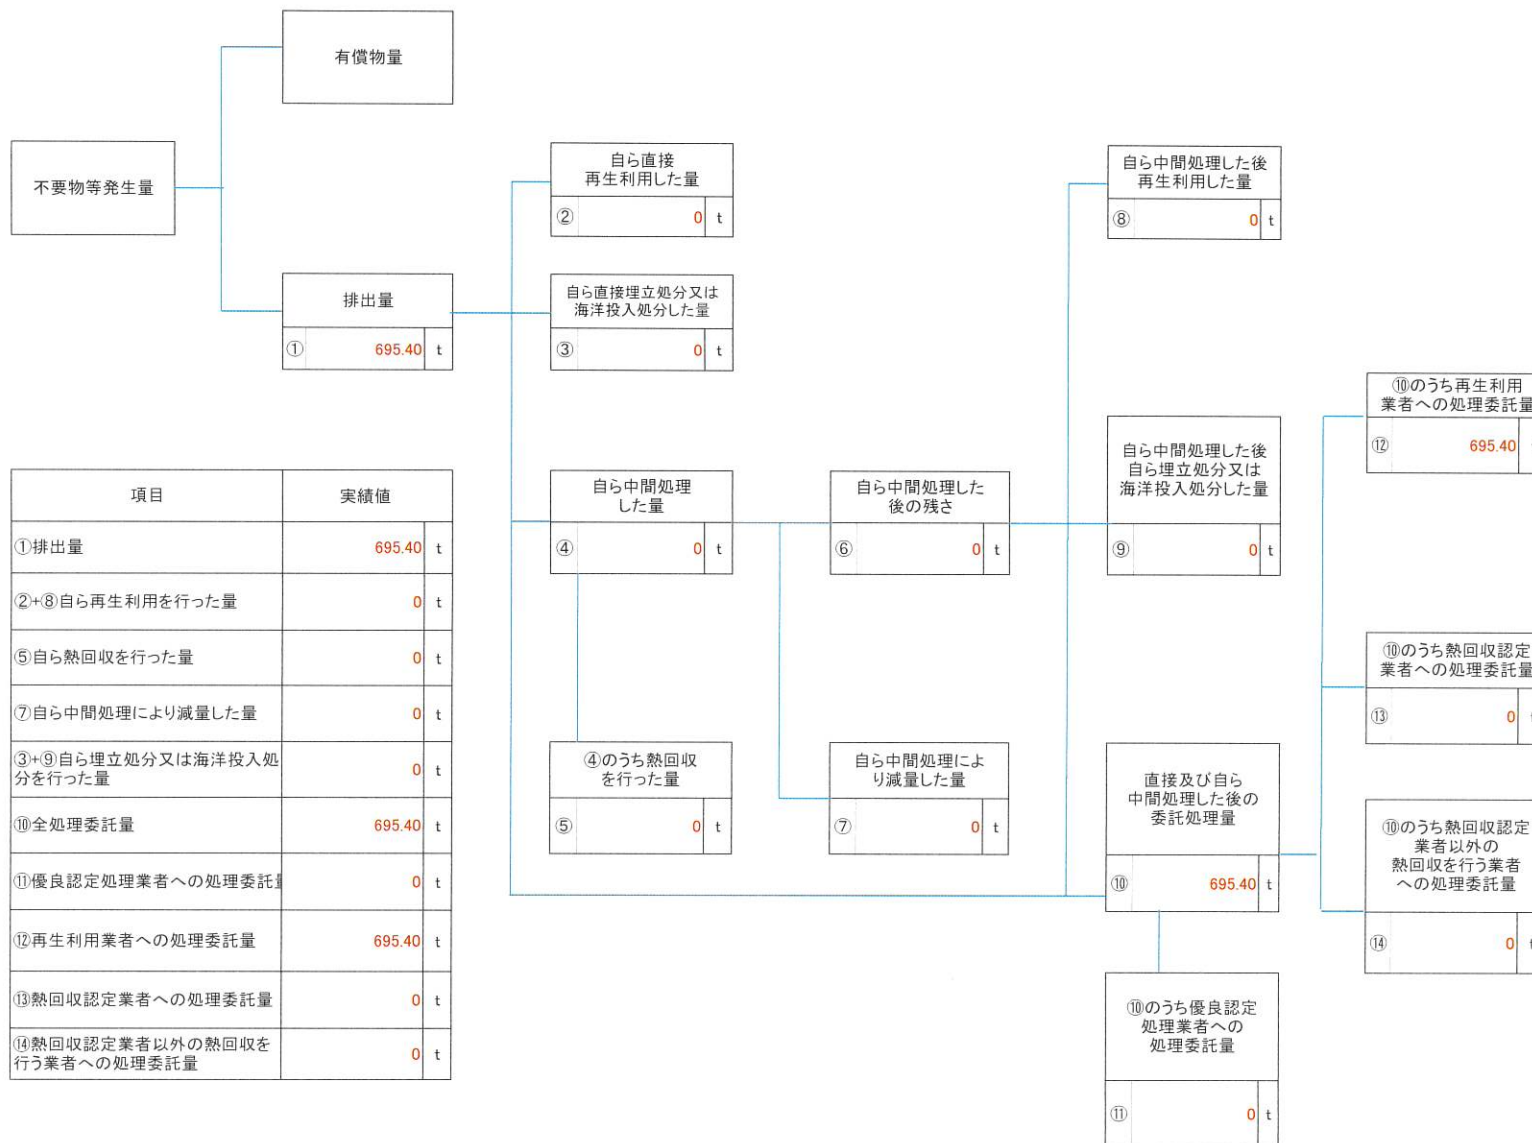 有償物量
不要物等発生量
排出量
① 695.40 t
自ら直接
再生利用した量
② 0 t
自ら直接埋立処分又は
海洋投入処分した量
③ 0 t
自ら中間処理
した量
④ 0 t
④のうち熱回収
を行った量
⑤ 0 t
自ら中間処理した
後の残さ
⑥ 0 t
自ら中間処理によ
り減量した量
⑦ 0 t
自ら中間処理した後
再生利用した量
⑧ 0 t
自ら中間処理した後
自ら埋立処分又は
海洋投入処分した量
⑨ 0 t
直接及び自ら
中間処理した後の
委託処理量
⑩ 695.40 t
⑩のうち優良認定
処理業者への
処理委託量
⑪ 0 t
⑩のうち再生利用
業者への処理委託量
⑫ 695.40
⑩のうち熱回収認定
業者への処理委託量
⑬ 0 t
⑩のうち熱回収認定
業者以外の
熱回収を行う業者
への処理委託量
⑭ 0 t
項目 実績値
①排出量 695.40 t
②+⑧自ら再生利用を行った量 0 t
⑤自ら熱回収を行った量 0 t
⑦自ら中間処理により減量した量 0 t
③+⑨自ら埋立処分又は海洋投入処
分を行った量 0 t
⑩全処理委託量 695.40 t
⑪優良認定処理業者への処理委託 0 t
⑫再生利用業者への処理委託量 695.40 t
⑬熱回収認定業者への処理委託量 0 t
⑭熱回収認定業者以外の熱回収を
行う業者への処理委託量 0 t